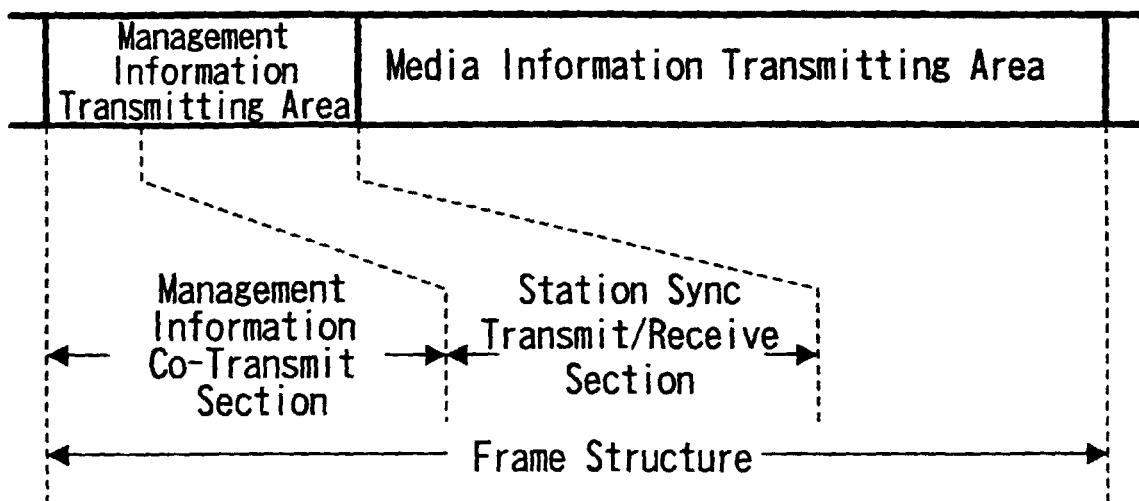 Management
Information
Transmitting Area
Media Information Transmitting Area
Management
Information
Co-Transmit
Section
Station Sync
Transmit/Receive
Section
Frame Structure